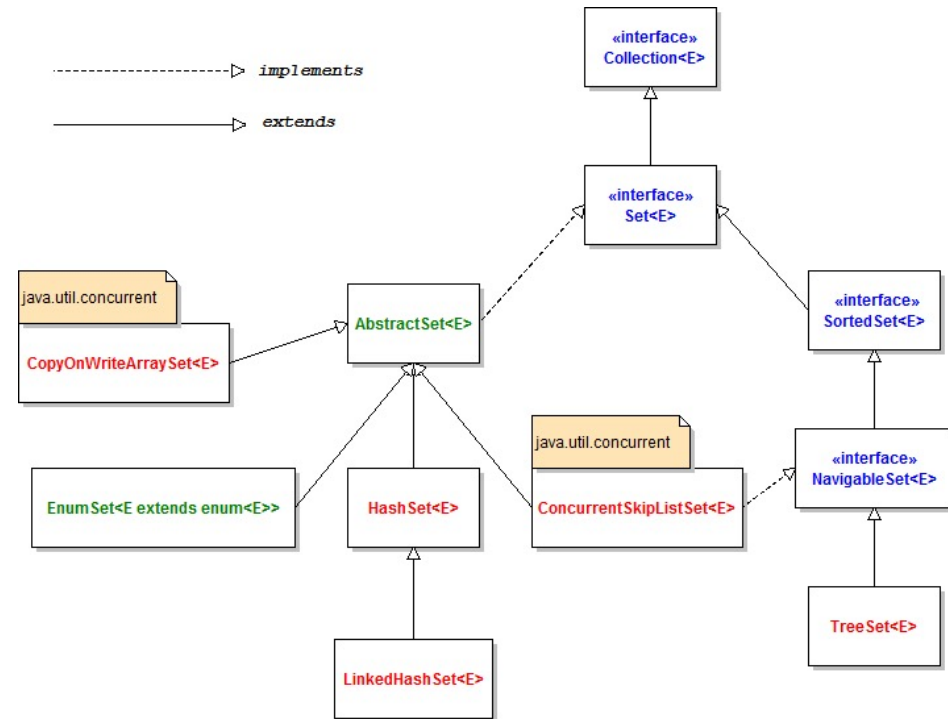 «interface»
Collection<E>
implements
extends
«interface»
Set<E>
java.util.concurrent
CopyOnWriteArraySet<E>
AbstractSet<E>
«interface»
SortedSet<E>
java.util.concurrent
«interface»
NavigableSet<E>
EnumSet<E extends enum<E>>
HashSet<E>
ConcurrentSkipListSet<E>
TreeSet<E>
LinkedHashSet<E>